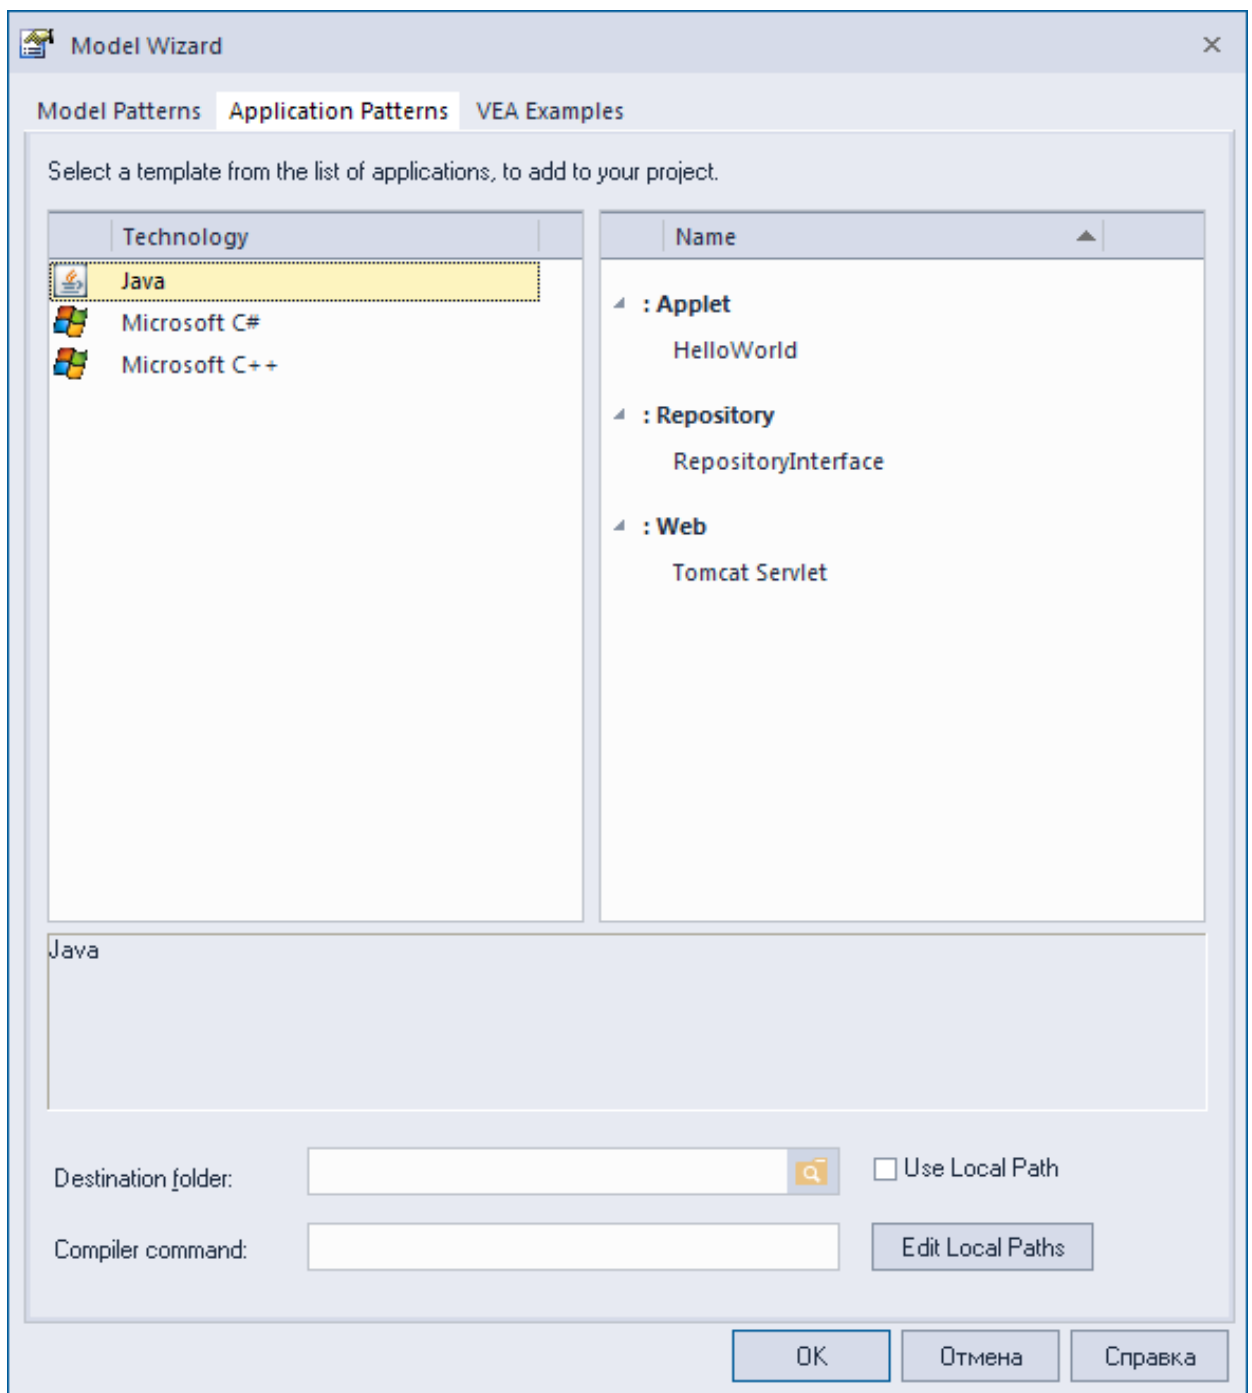 Model Wizard
Model Patterns Application Patterns VEA Examples
Select a template from the list of applications, to add to your project.
Technology
Java
Microsoft C#
Microsoft C++
Name
: Applet
HelloWorld
: Repository
RepositoryInterface
: Web
Tomcat Servlet
Java
Destination folder:
Use Local Path
Compiler command:
Edit Local Paths
OK Отмена Справка